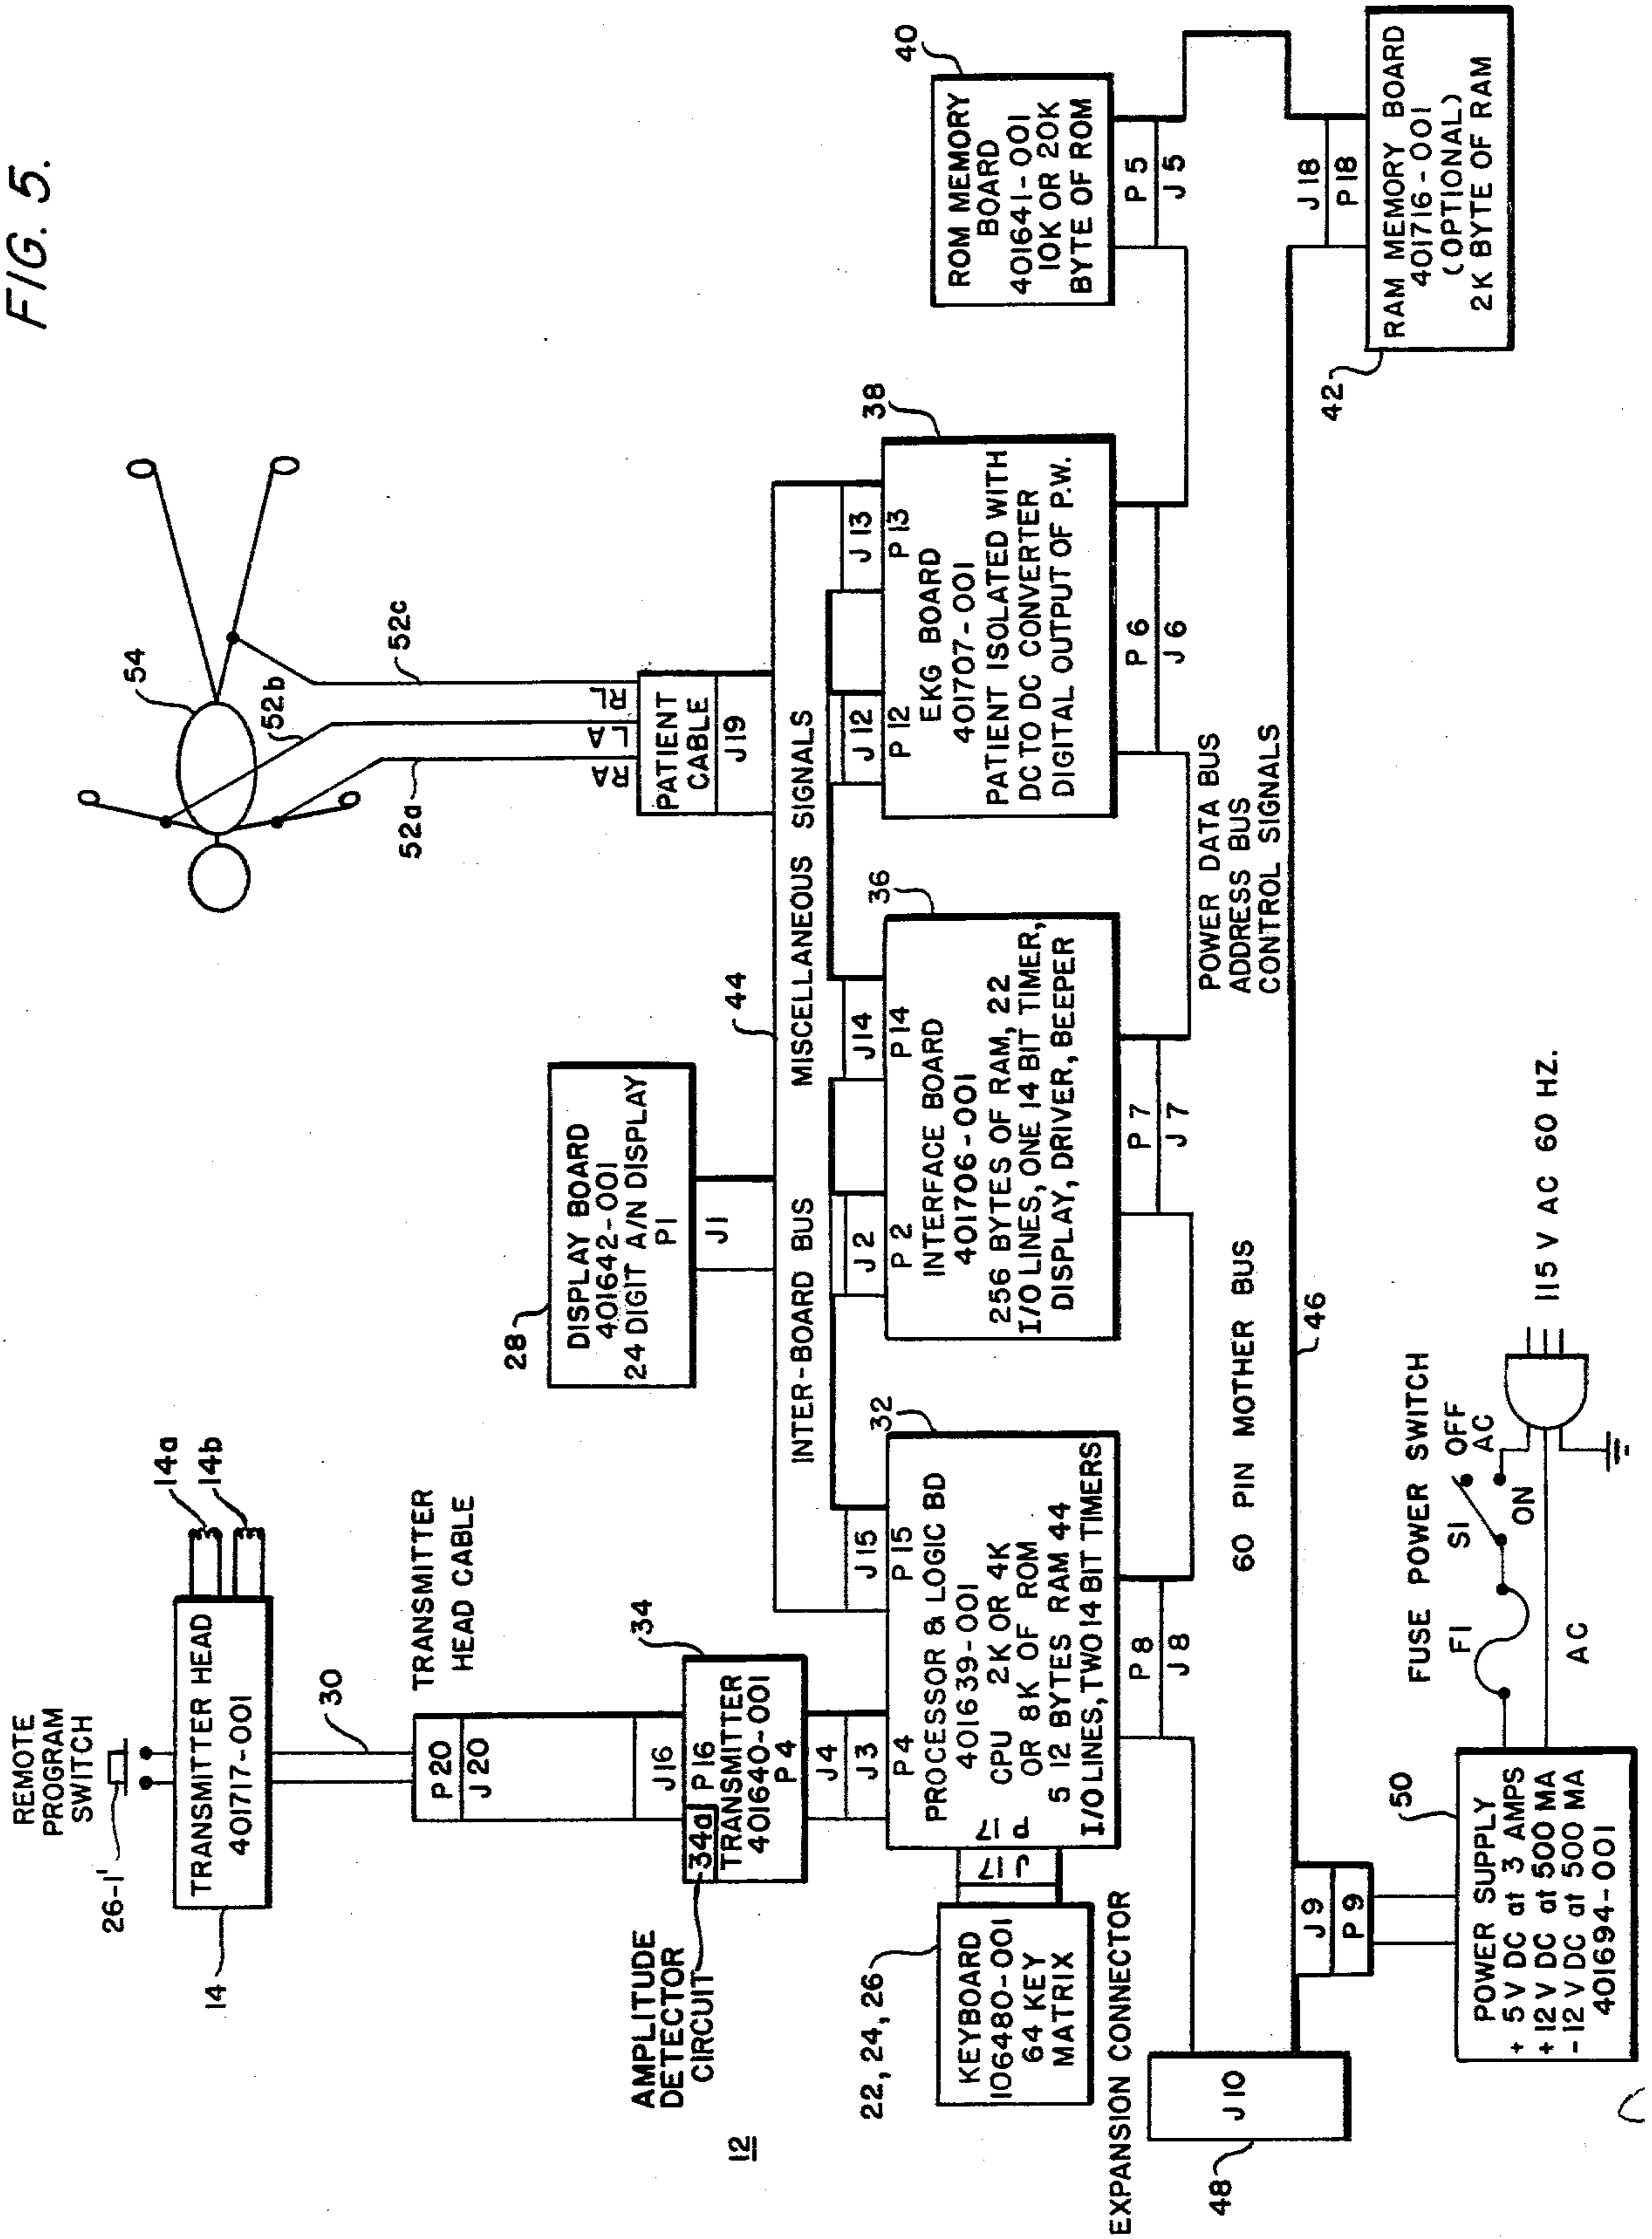 FIG. 5.
REMOTE
PROGRAM
SWITCH
26-1'
14
TRANSMITTER HEAD
401717-001
14a
14b
30
TRANSMITTER
HEAD CABLE
P20
J20
J16
34
34a
P16
TRANSMITTER
401640-001
P4
J4
J3
AMPLITUDE
DETECTOR
CIRCUIT
12
28
DISPLAY BOARD
401642-001
24 DIGIT A/N DISPLAY
P1
J1
54
52b
52c
52a
RA
LA
RL
PATIENT
CABLE
J19
44
INTER-BOARD BUS
MISCELLANEOUS SIGNALS
J15
J2
J14
J12
J13
32
P15
P4
PROCESSOR & LOGIC BD
401639-001
CPU 2K OR 4K
OR 8K OF ROM
5 12 BYTES RAM 44
I/O LINES, TWO 14 BIT TIMERS
P17
J17
22, 24, 26
KEYBOARD
106480-001
64 KEY
MATRIX
36
P2
P14
INTERFACE BOARD
401706-001
256 BYTES OF RAM, 22
I/O LINES, ONE 14 BIT TIMER,
DISPLAY, DRIVER, BEEPER
38
P12
P13
EKG BOARD
401707-001
PATIENT ISOLATED WITH
DC TO DC CONVERTER
DIGITAL OUTPUT OF P.W.
40
ROM MEMORY
BOARD
401641-001
10K OR 20K
BYTE OF ROM
P8
J8
P7
J7
P6
J6
P5
J5
EXPANSION CONNECTOR
J10
48
60 PIN MOTHER BUS
POWER DATA BUS
ADDRESS BUS
CONTROL SIGNALS
46
J18
P18
42
RAM MEMORY BOARD
401716-001
(OPTIONAL)
2K BYTE OF RAM
J9
P9
50
POWER SUPPLY
+ 5 V DC at 3 AMPS
+ 12 V DC at 500 MA
- 12 V DC at 500 MA
401694-001
FUSE POWER SWITCH
F1
S1
OFF
AC
ON
AC
115 V AC 60 HZ.